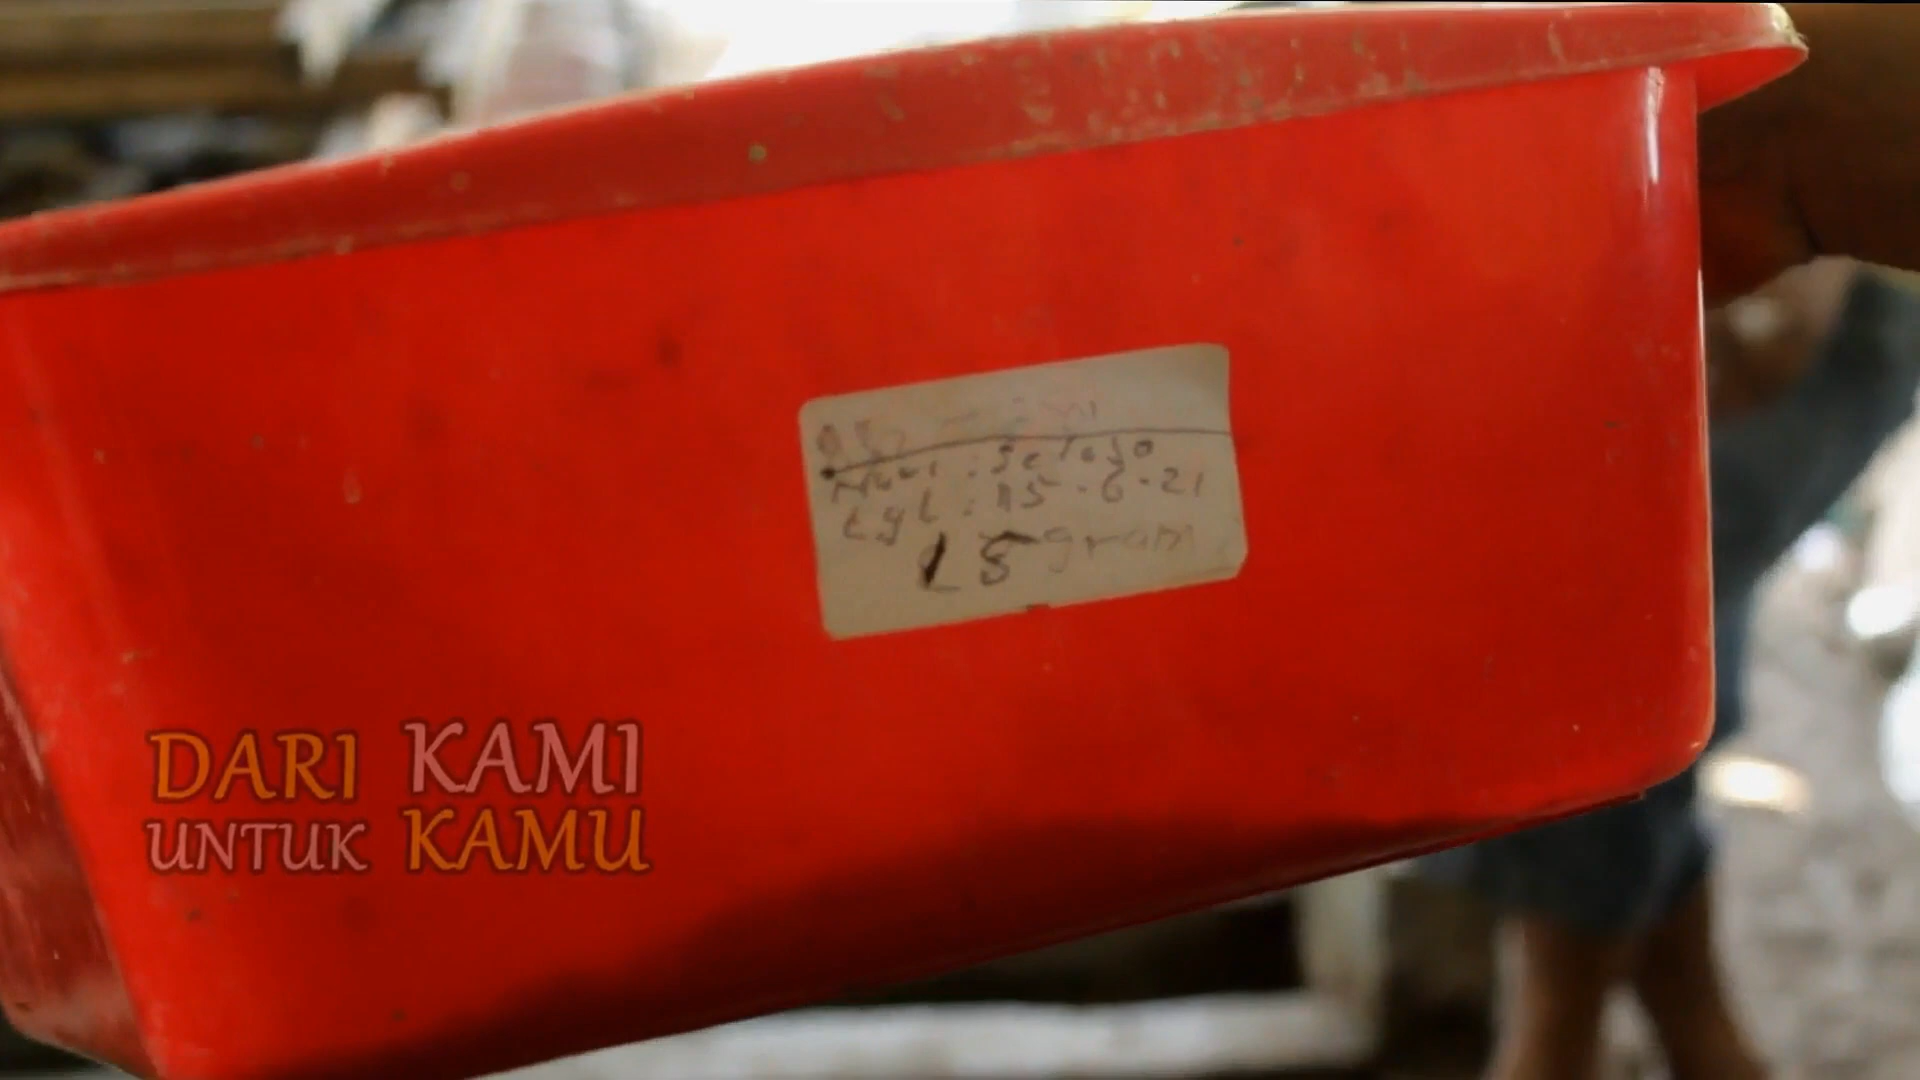 Hari : Selasa
tgl : 15 - 6 - 21
15 gram
DARI KAMI
UNTUK KAMU